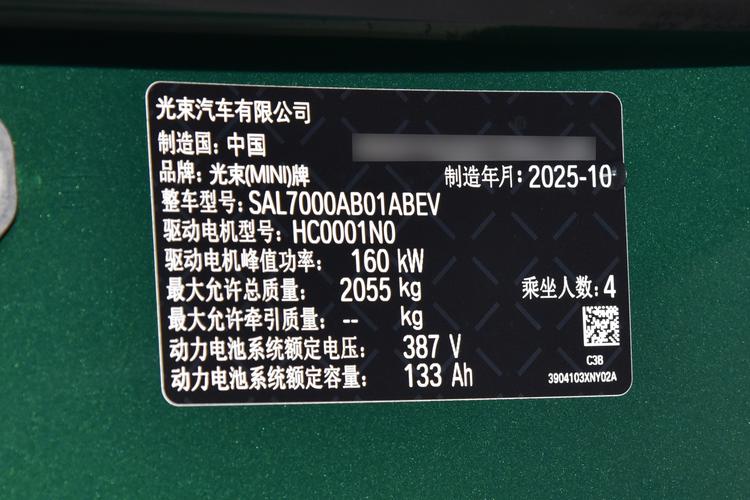 光束汽车有限公司
制造国：中国
品牌：光束(MINI)牌 制造年月：2025-10
整车型号：SAL7000AB01ABEV
驱动电机型号：HC0001N0
驱动电机峰值功率： 160 kW
最大允许总质量： 2055 kg 乘坐人数：4
最大允许牵引质量： -- kg
动力电池系统额定电压： 387 V
动力电池系统额定容量： 133 Ah
C3B
3904103XNY02A